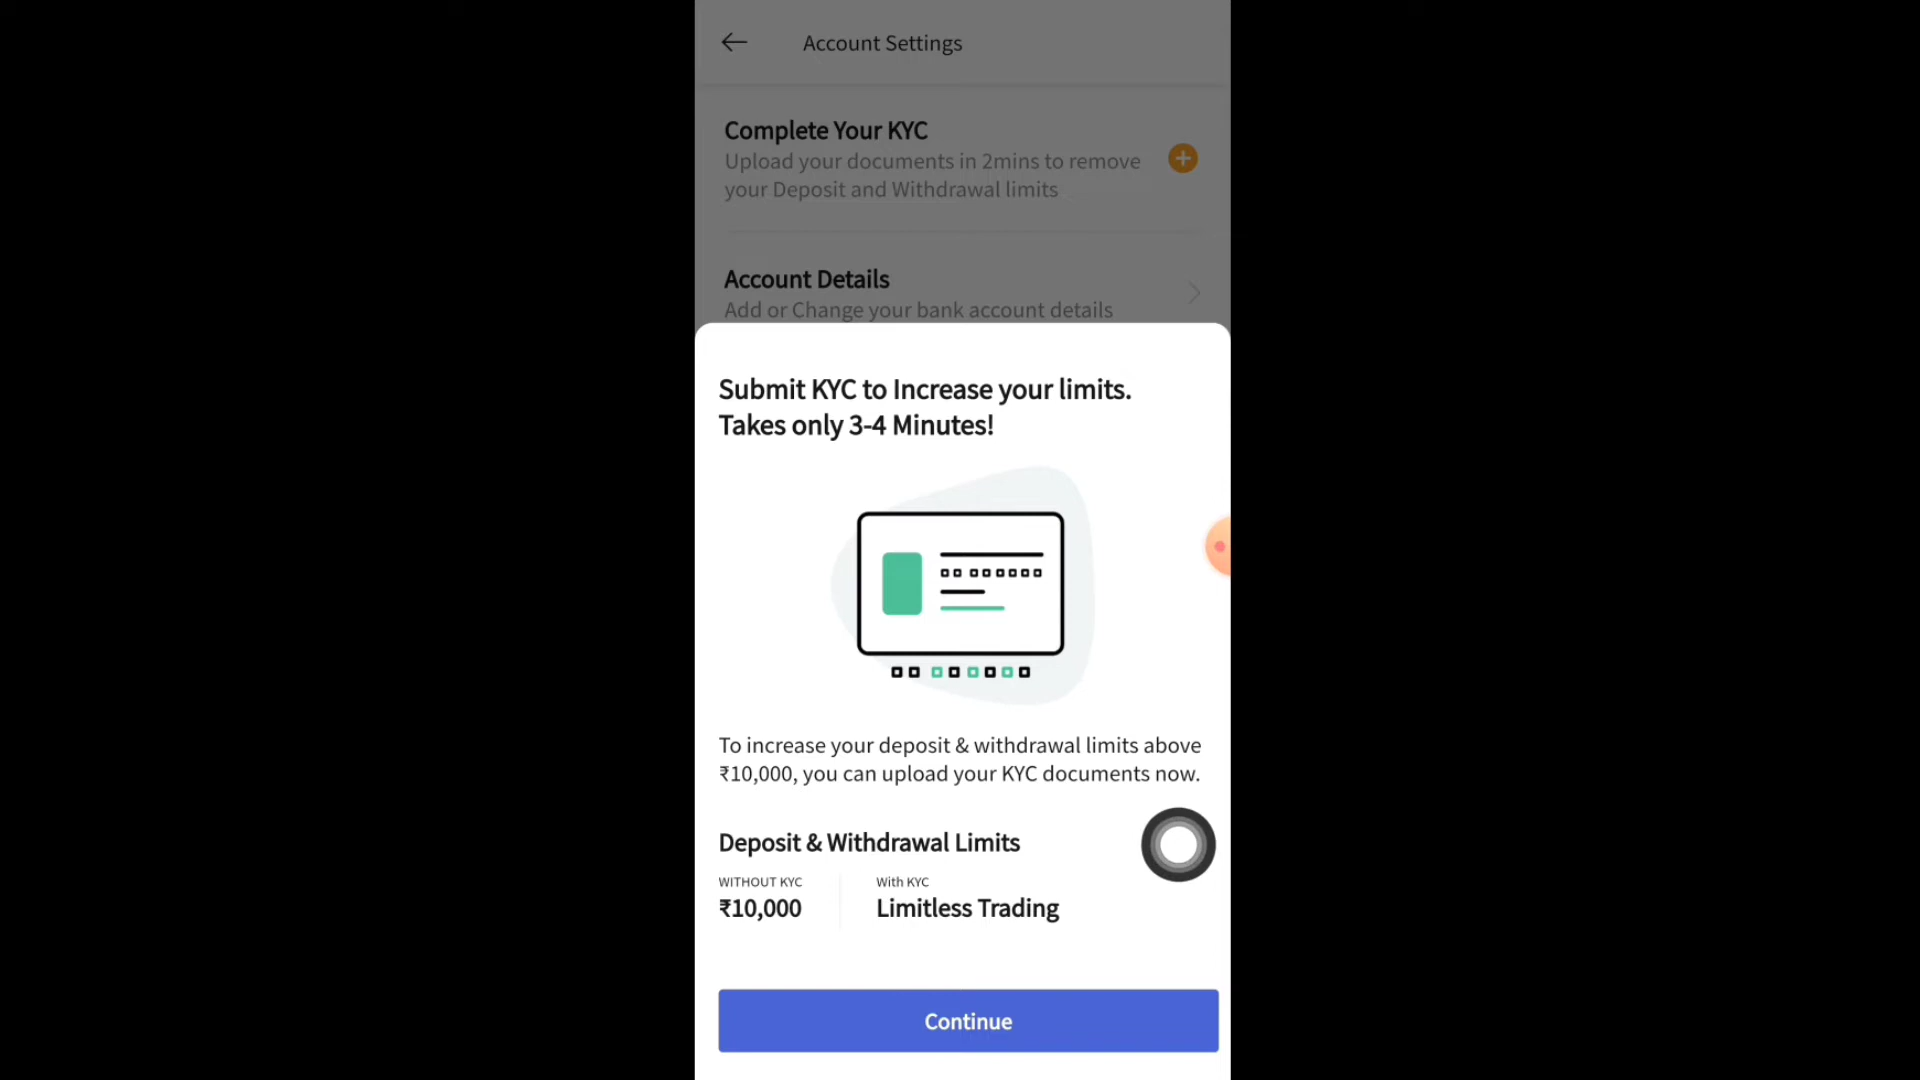 Account Settings
Complete Your KYC
Upload your documents in 2mins to remove
your Deposit and Withdrawal limits
Account Details
Add or Change your bank account details
Submit KYC to Increase your limits.
Takes only 3-4 Minutes!
To increase your deposit & withdrawal limits above
₹10,000, you can upload your KYC documents now.
Deposit & Withdrawal Limits
WITHOUT KYC
₹10,000
With KYC
Limitless Trading
Continue